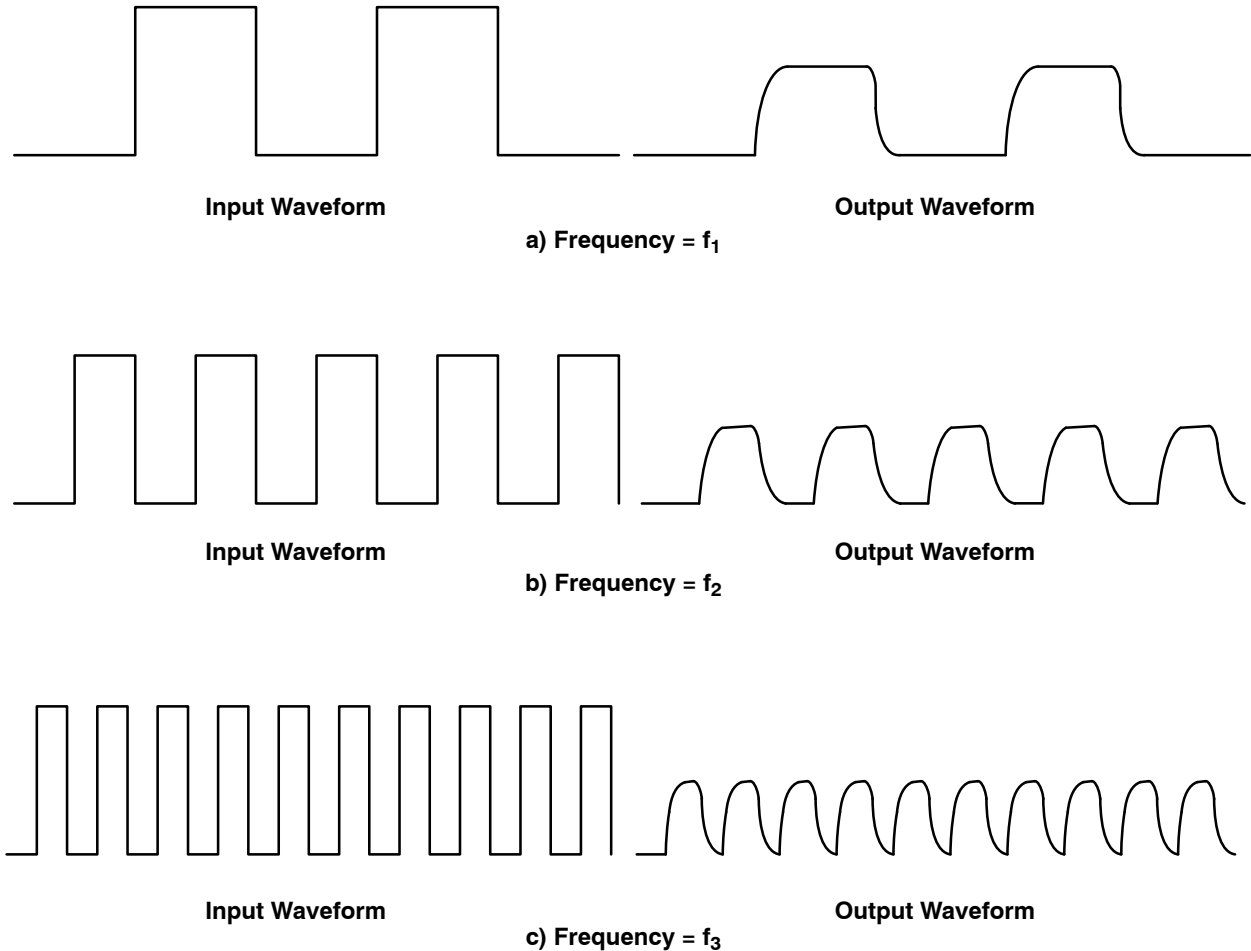 Input Waveform
Output Waveform
a) Frequency = f1
Input Waveform
Output Waveform
b) Frequency = f2
Input Waveform
Output Waveform
c) Frequency = f3